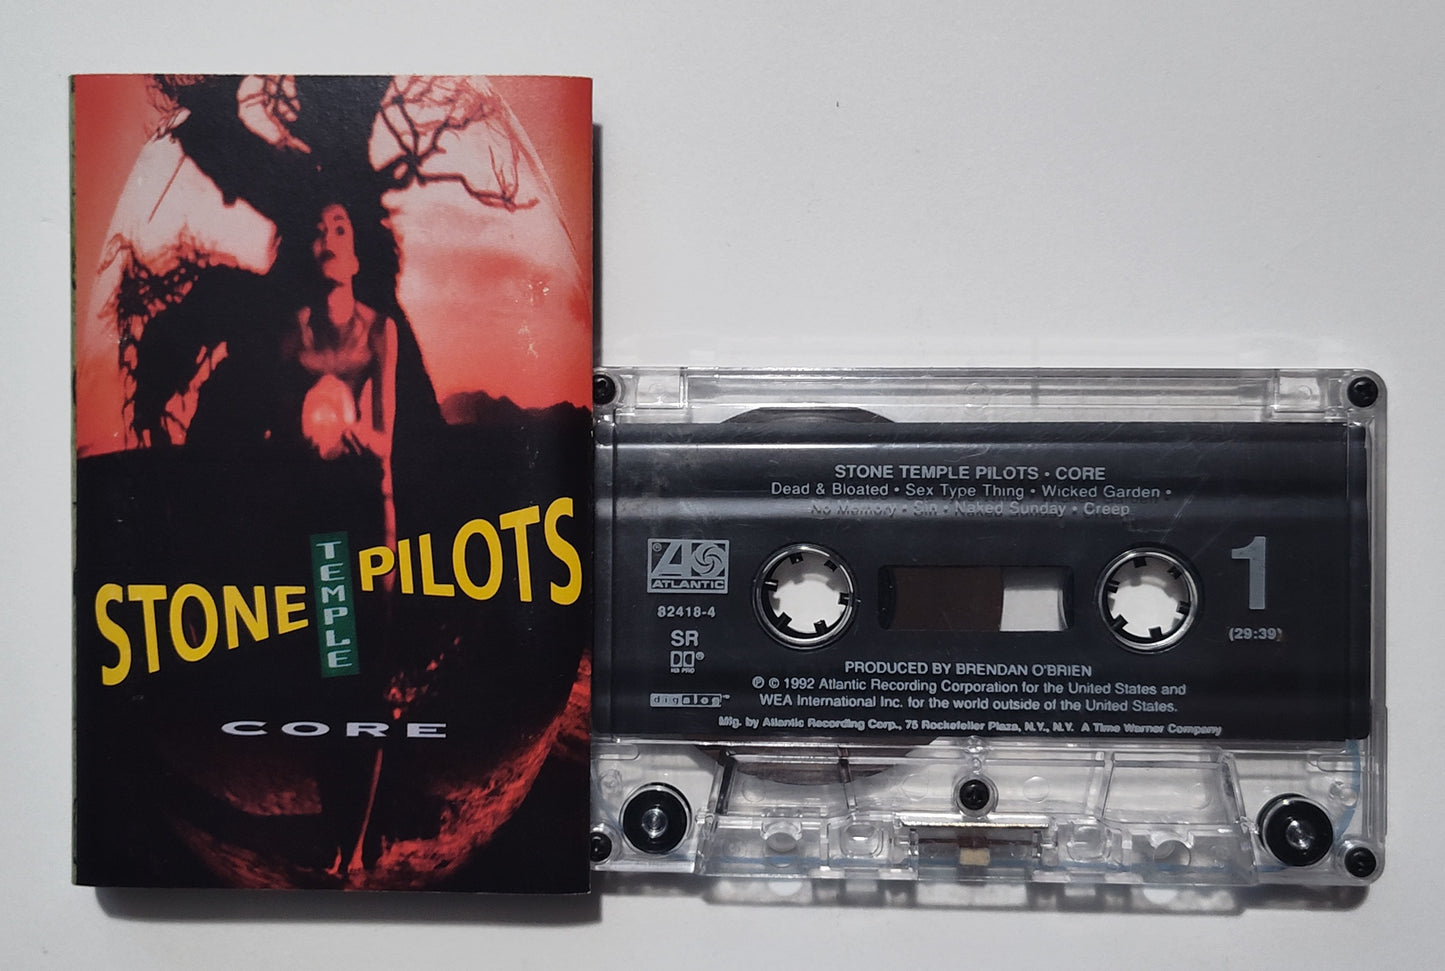 STONE TEMPLE PILOTS
CORE
STONE TEMPLE PILOTS • CORE
Dead & Bloated • Sex Type Thing • Wicked Garden •
No Memory • Sin • Naked Sunday • Creep
ATLANTIC
82418-4
SR
HX PRO
digalog™
1
(29:39)
PRODUCED BY BRENDAN O'BRIEN
℗ © 1992 Atlantic Recording Corporation for the United States and
WEA International Inc. for the world outside of the United States.
Mfg. by Atlantic Recording Corp., 75 Rockefeller Plaza, N.Y., N.Y. A Time Warner Company